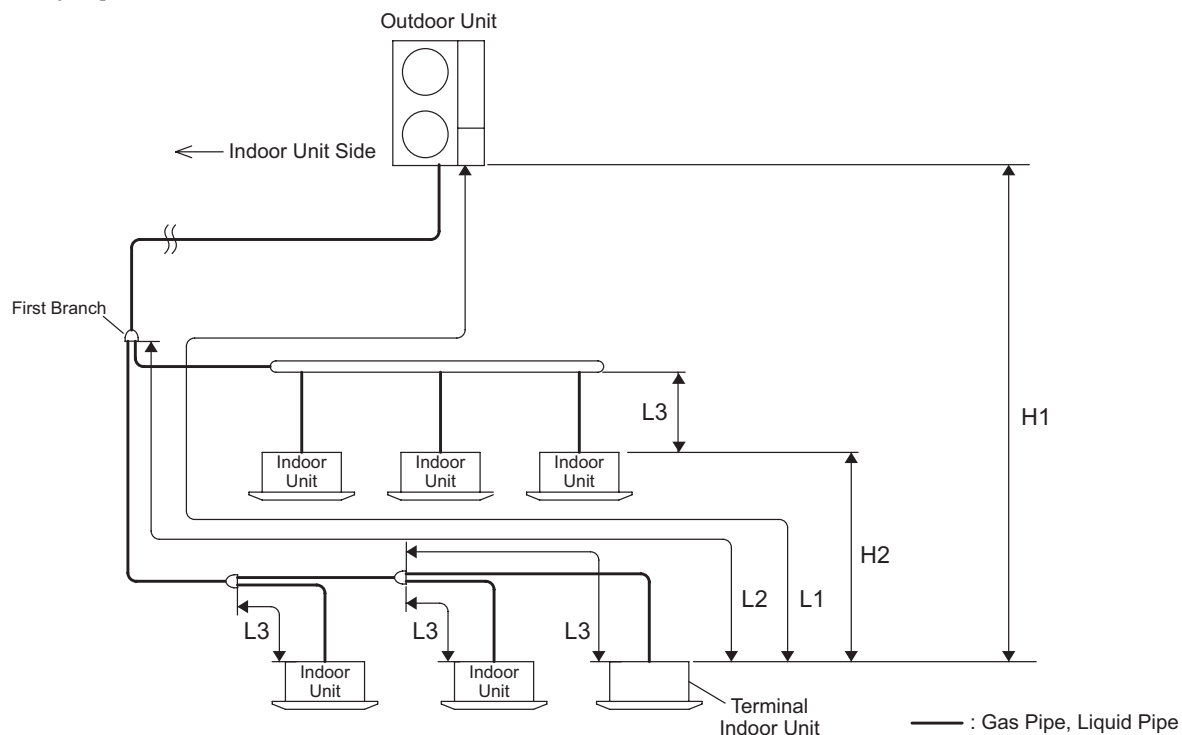 Outdoor Unit
Indoor Unit Side
First Branch
L3
H1
Indoor
Unit
Indoor
Unit
Indoor
Unit
H2
L2
L1
L3
L3
L3
Indoor
Unit
Indoor
Unit
Terminal
Indoor Unit
: Gas Pipe, Liquid Pipe